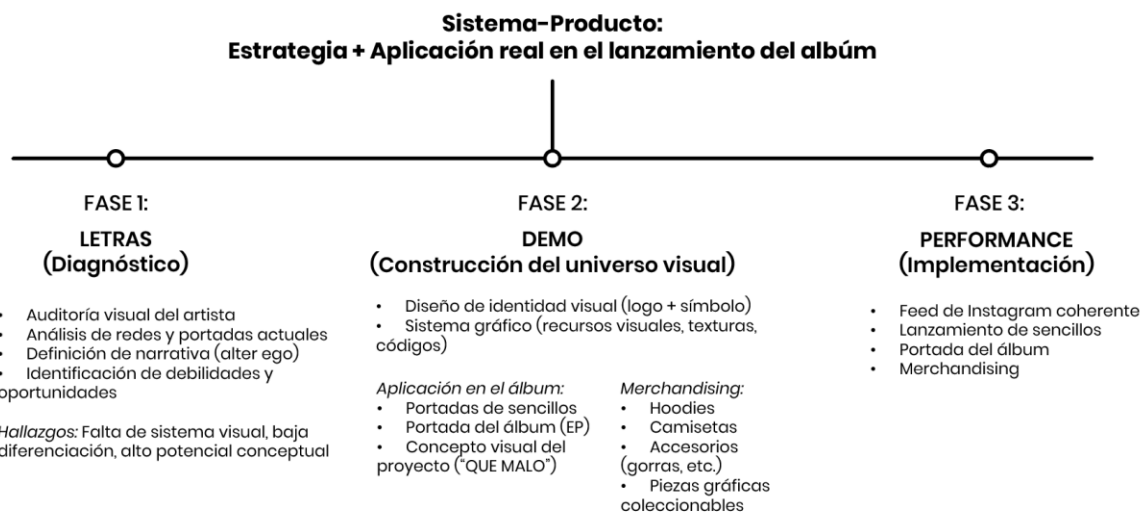 Sistema-Producto:
Estrategia + Aplicación real en el lanzamiento del albúm
FASE 1:
LETRAS
(Diagnóstico)
• Auditoría visual del artista
• Análisis de redes y portadas actuales
• Definición de narrativa (alter ego)
• Identificación de debilidades y
oportunidades
Hallazgos: Falta de sistema visual, baja
diferenciación, alto potencial conceptual
FASE 2:
DEMO
(Construcción del universo visual)
• Diseño de identidad visual (logo + símbolo)
• Sistema gráfico (recursos visuales, texturas,
códigos)
Aplicación en el álbum:
• Portadas de sencillos
• Portada del álbum (EP)
• Concepto visual del
proyecto (“QUE MALO”)
Merchandising:
• Hoodies
• Camisetas
• Accesorios
(gorras, etc.)
• Piezas gráficas
coleccionables
FASE 3:
PERFORMANCE
(Implementación)
• Feed de Instagram coherente
• Lanzamiento de sencillos
• Portada del álbum
• Merchandising